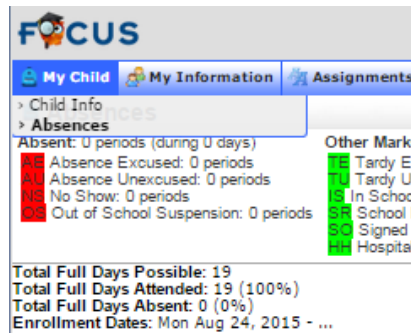 FOCUS
My Child My Information Assignments
› Child Info
› Absences
Absences
Absent: 0 periods (during 0 days) Other Mark
AE Absence Excused: 0 periods TE Tardy E
AU Absence Unexcused: 0 periods TU Tardy U
NS No Show: 0 periods IS In Schoo
OS Out of School Suspension: 0 periods SR School
SO Signed
HH Hospita
Total Full Days Possible: 19
Total Full Days Attended: 19 (100%)
Total Full Days Absent: 0 (0%)
Enrollment Dates: Mon Aug 24, 2015 - ...